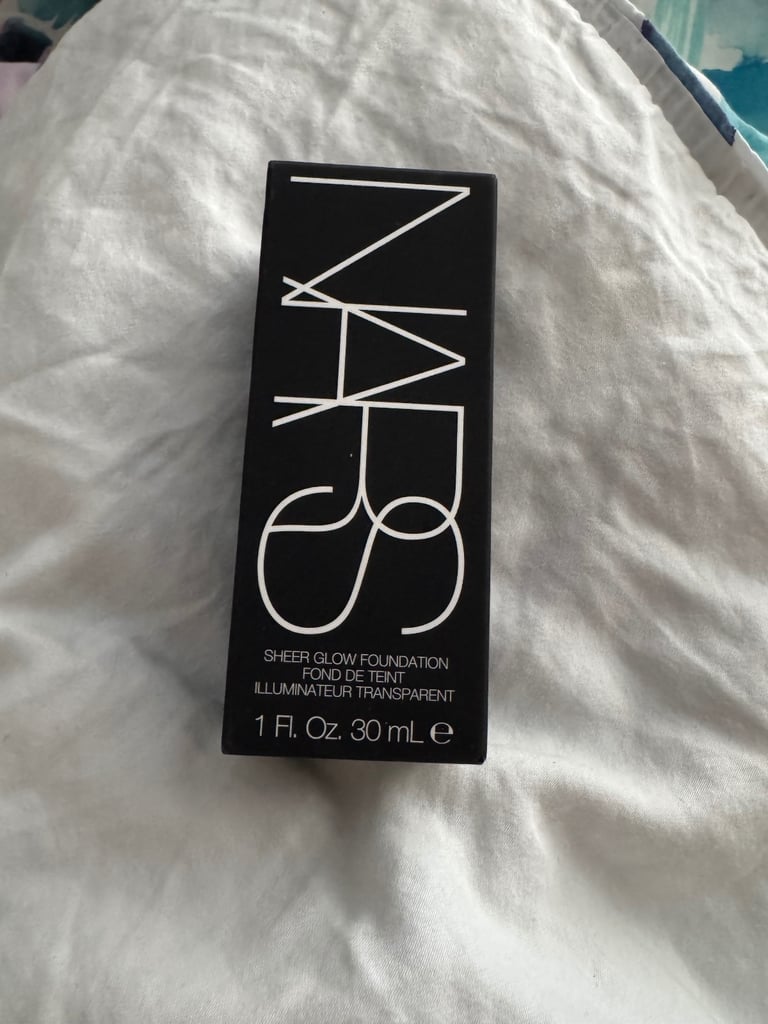 NARS
SHEER GLOW FOUNDATION
FOND DE TEINT
ILLUMINATEUR TRANSPARENT
1 Fl. Oz. 30 mL ℮